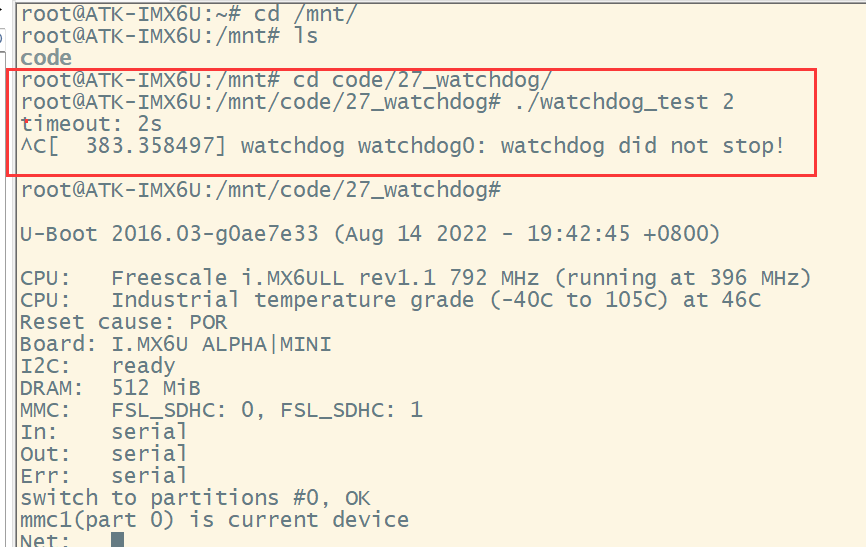 root@ATK-IMX6U:~# cd /mnt/
root@ATK-IMX6U:/mnt# ls
code
root@ATK-IMX6U:/mnt# cd code/27_watchdog/
root@ATK-IMX6U:/mnt/code/27_watchdog# ./watchdog_test 2
timeout: 2s
^C[  383.358497] watchdog watchdog0: watchdog did not stop!
root@ATK-IMX6U:/mnt/code/27_watchdog#
U-Boot 2016.03-g0ae7e33 (Aug 14 2022 - 19:42:45 +0800)
CPU:   Freescale i.MX6ULL rev1.1 792 MHz (running at 396 MHz)
CPU:   Industrial temperature grade (-40C to 105C) at 46C
Reset cause: POR
Board: I.MX6U ALPHA|MINI
I2C:   ready
DRAM:  512 MiB
MMC:   FSL_SDHC: 0, FSL_SDHC: 1
In:    serial
Out:   serial
Err:   serial
switch to partitions #0, OK
mmc1(part 0) is current device
Net: